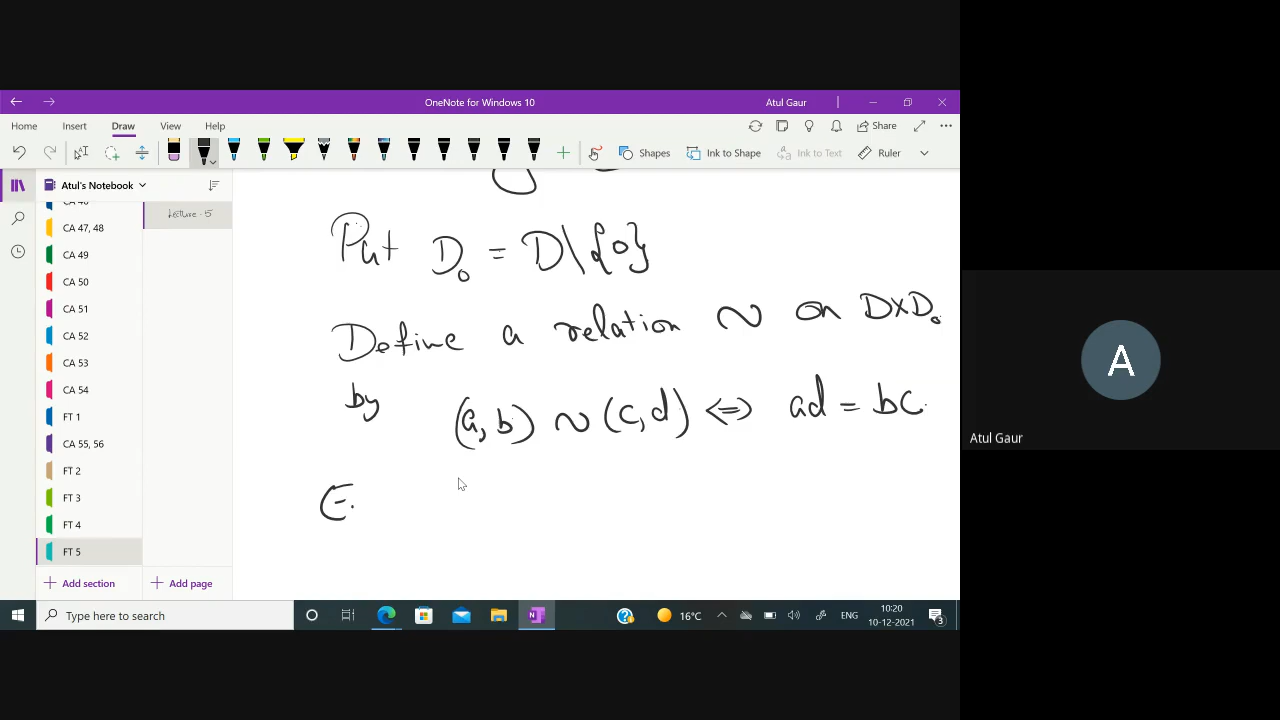 OneNote for Windows 10
Atul Gaur
Home Insert Draw View Help
Share
Shapes
Ink to Shape
Ink to Text
Ruler
Atul's Notebook
CA 47, 48
CA 49
CA 50
CA 51
CA 52
CA 53
CA 54
FT 1
CA 55, 56
FT 2
FT 3
FT 4
FT 5
Add section
Lecture - 5
Add page
Put D₀ = D\{0}
Define a relation ~ on D×D₀
by (a, b) ~ (c, d) ⇔ ad = bc.
A
Atul Gaur
Type here to search
16°C
ENG
10:20
10-12-2021
3